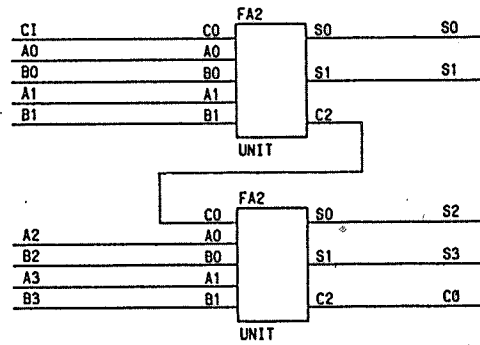 FA2
CI C0 S0 S0
A0 A0
B0 B0 S1 S1
A1 A1
B1 B1 C2
UNIT
FA2
C0 S0 S2
A2 A0
B2 B0 S1 S3
A3 A1
B3 B1 C2 CØ
UNIT